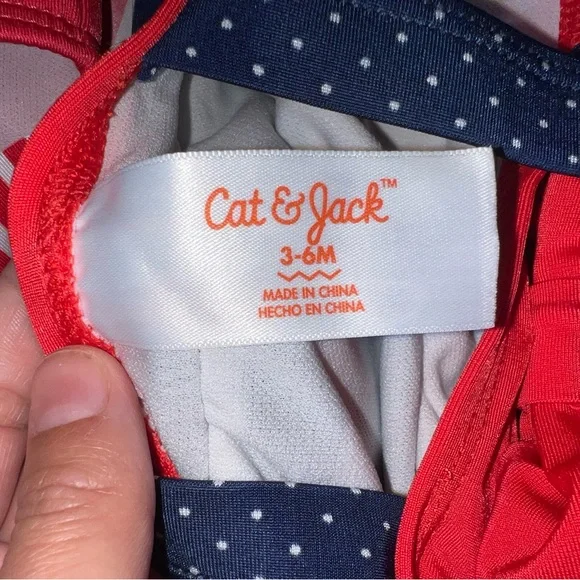 Cat & Jack™
3-6M
MADE IN CHINA
HECHO EN CHINA